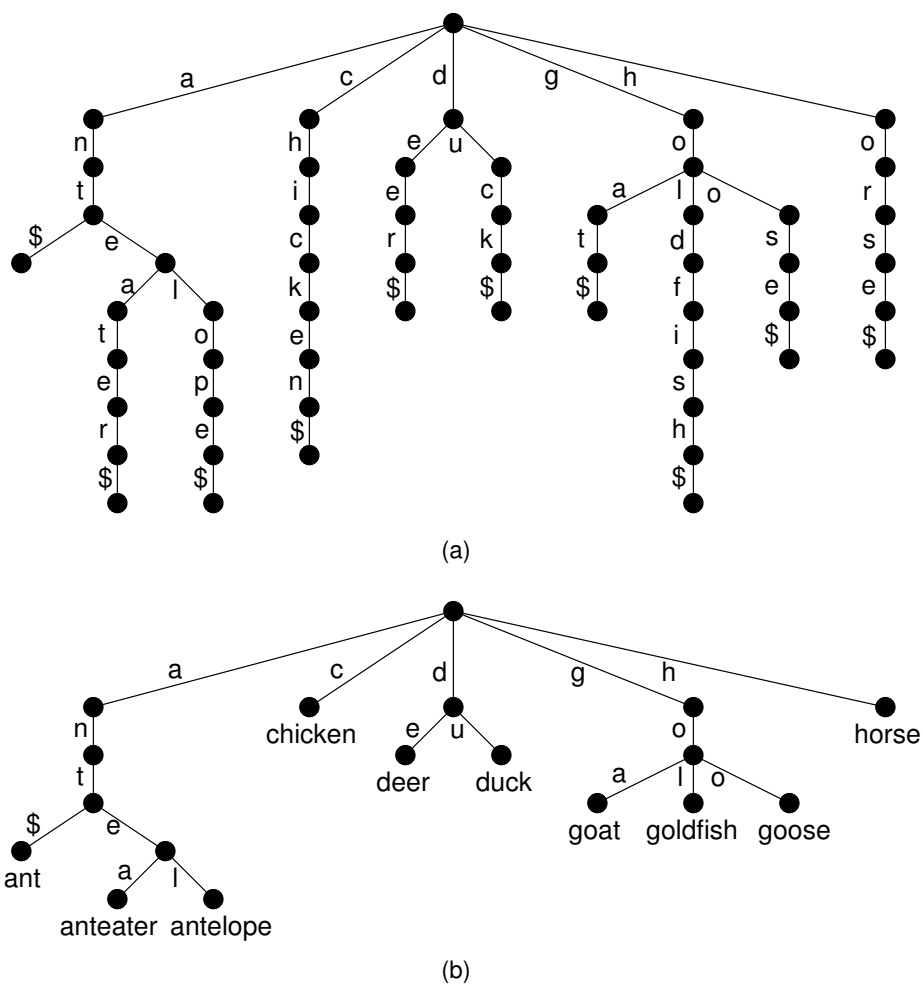 a c d g h
n h e u o o
t i e c a l o r
$ e c r k t d s s
a l k $ $ $ f e e
t o e i $ $
e p n s
r e $ h
$ $ $
(a)
a c d g h
n chicken e u o horse
t deer duck a l o
$ e goat goldfish goose
ant a l
anteater antelope
(b)